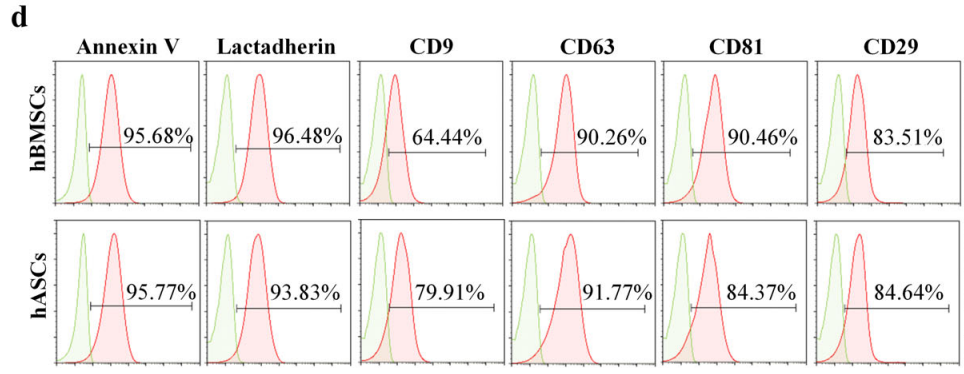 d
Annexin V Lactadherin CD9 CD63 CD81 CD29
hBMSCs
95.68% 96.48% 64.44% 90.26% 90.46% 83.51%
hASCs
95.77% 93.83% 79.91% 91.77% 84.37% 84.64%